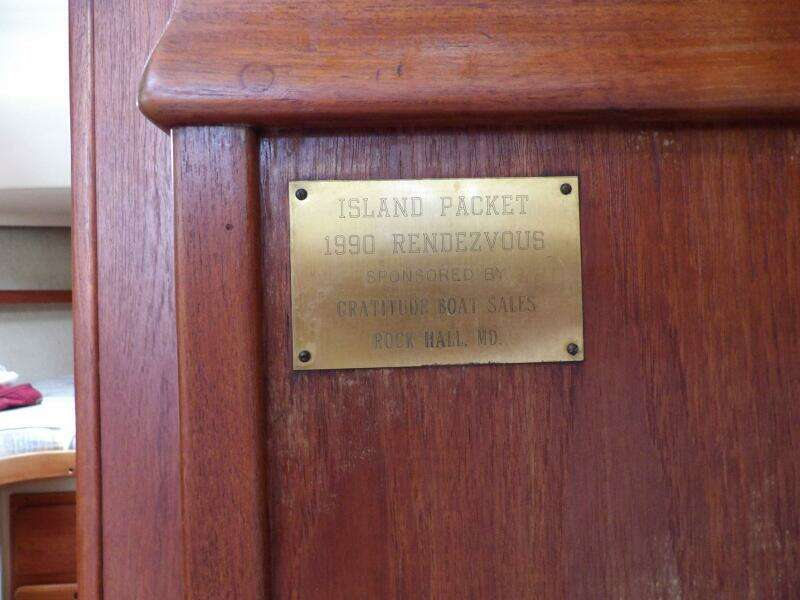 ISLAND PACKET
1990 RENDEZVOUS
SPONSORED BY
GRATITUDE BOAT SALES
ROCK HALL, MD.